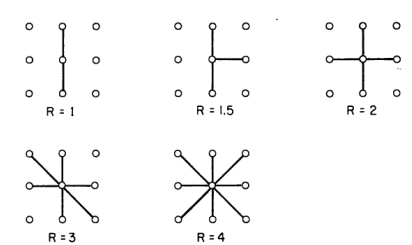 R = 1
R = 1.5
R = 2
R = 3
R = 4